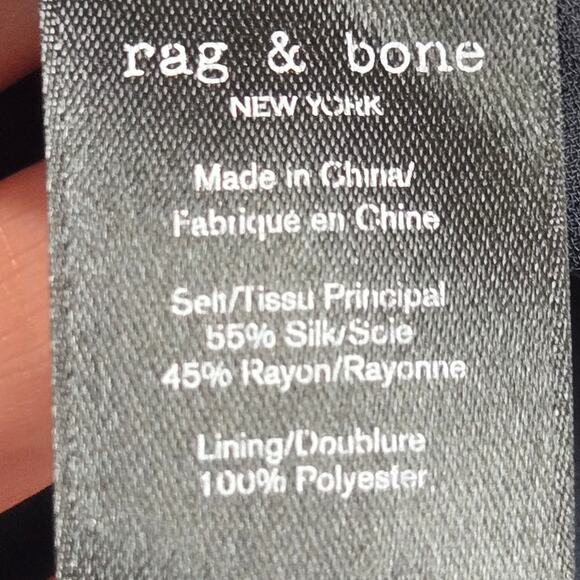 rag & bone
NEW YORK
Made in China/
Fabriqué en Chine
Self/Tissu Principal
55% Silk/Soie
45% Rayon/Rayonne
Lining/Doublure
100% Polyester